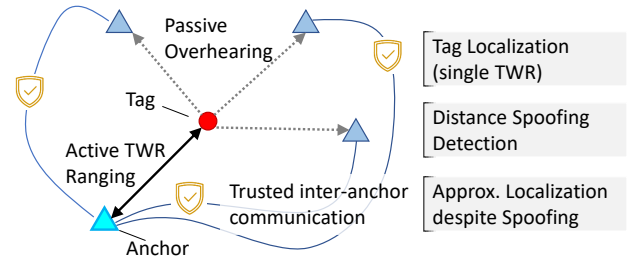 Passive
Overhearing
Tag
Active TWR
Ranging
Trusted inter-anchor
communication
Anchor
Tag Localization
(single TWR)
Distance Spoofing
Detection
Approx. Localization
despite Spoofing